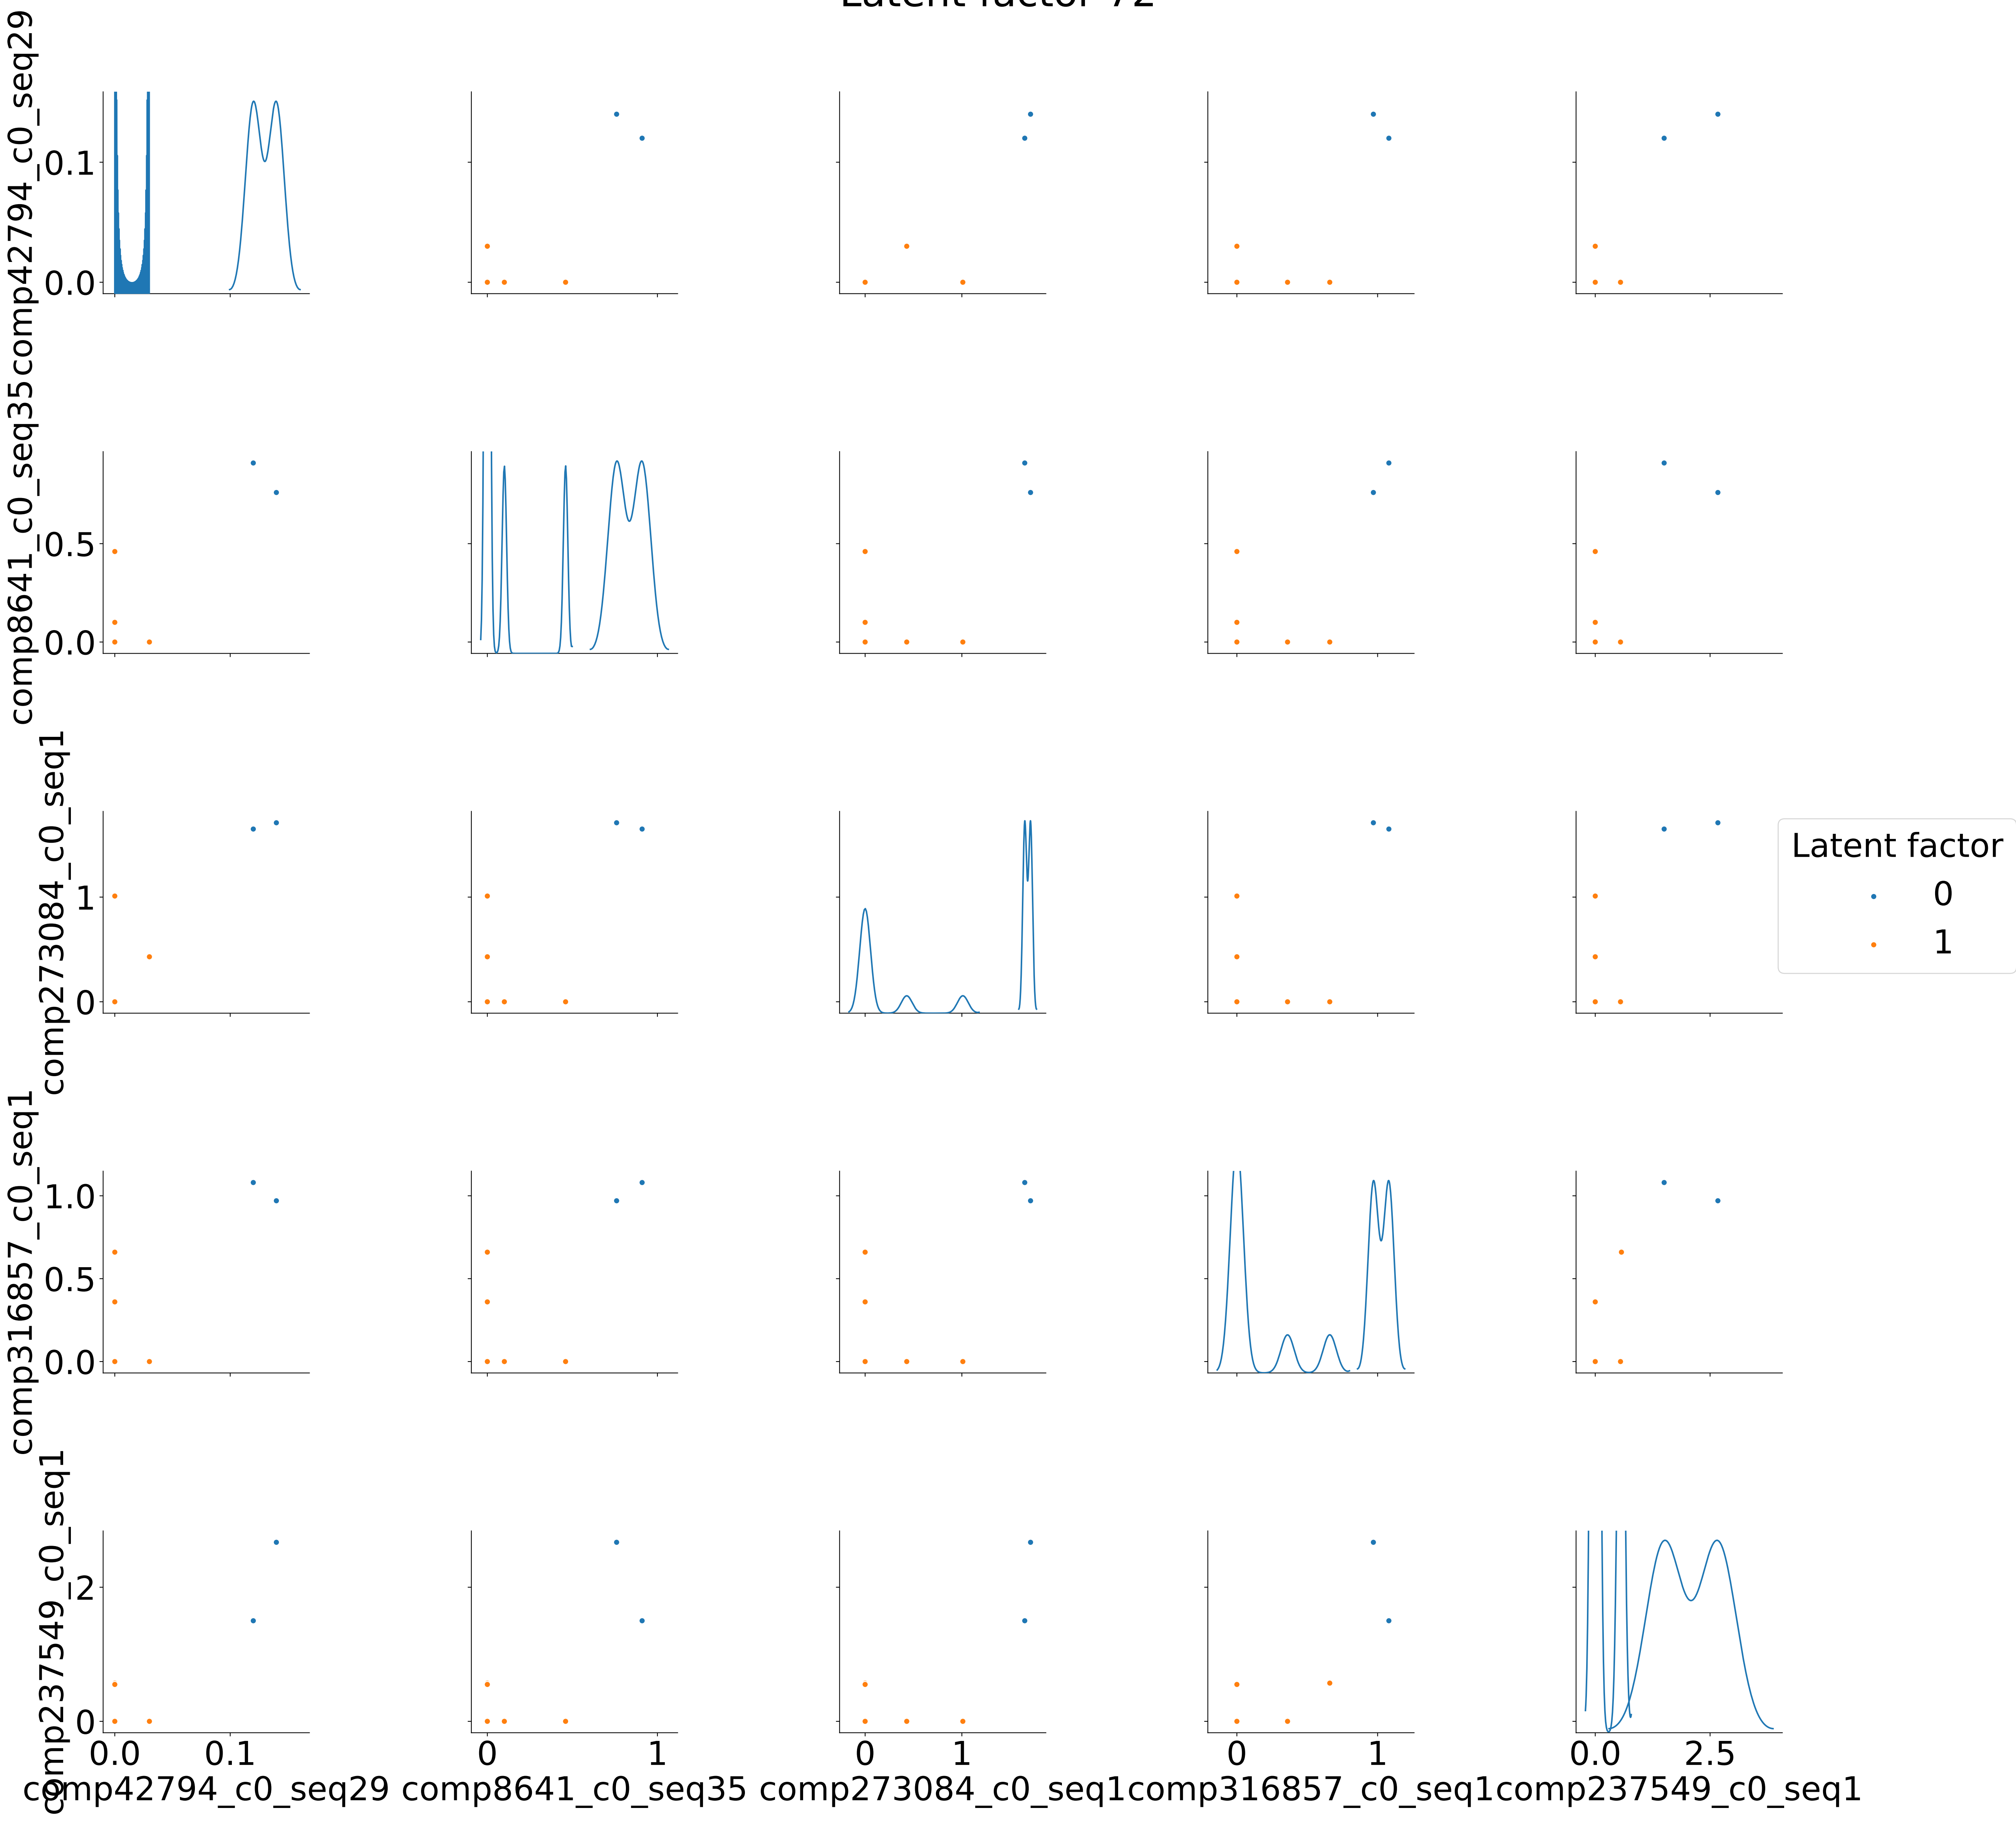 Latent factor 72
comp42794_c0_seq29
0.1
0.0
comp8641_c0_seq35
0.5
0.0
comp273084_c0_seq1
1
0
Latent factor
0
1
comp316857_c0_seq1
1.0
0.5
0.0
comp237549_c0_seq1
2
0
0.0 0.1 0 1 0 1 0 1 0.0 2.5
comp42794_c0_seq29 comp8641_c0_seq35 comp273084_c0_seq1 comp316857_c0_seq1 comp237549_c0_seq1